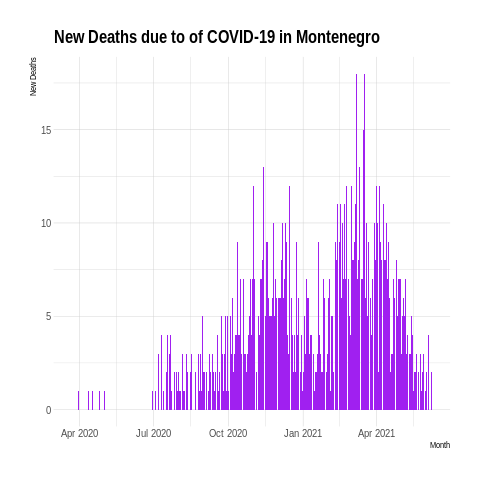 New Deaths due to of COVID-19 in Montenegro
New Deaths
15
10
5
0
Apr 2020 Jul 2020 Oct 2020 Jan 2021 Apr 2021
Month